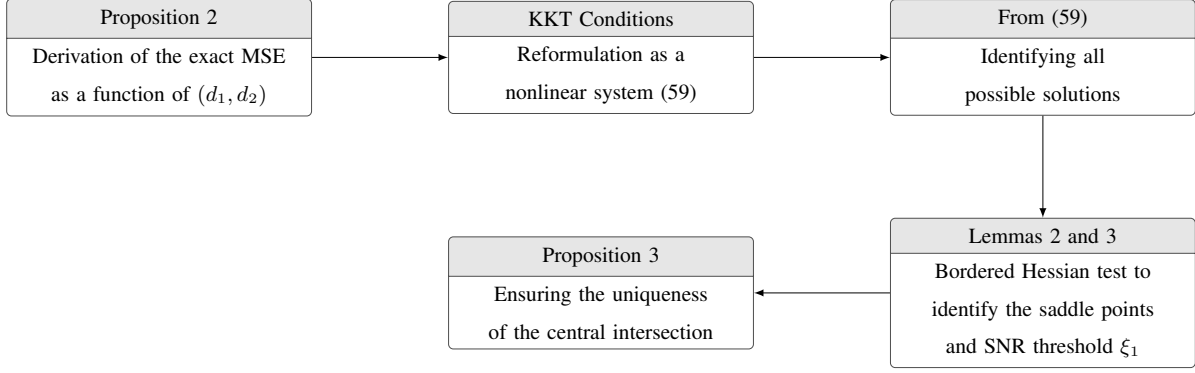 Proposition 2
Derivation of the exact MSE
as a function of (d₁, d₂)
KKT Conditions
Reformulation as a
nonlinear system (59)
From (59)
Identifying all
possible solutions
Lemmas 2 and 3
Bordered Hessian test to
identify the saddle points
and SNR threshold ξ₁
Proposition 3
Ensuring the uniqueness
of the central intersection